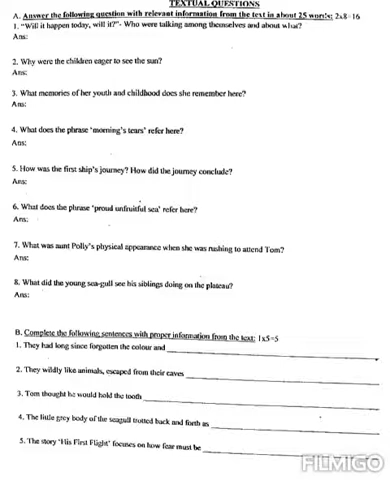 TEXTUAL QUESTIONS
A. Answer the following question with relevant information from the text in about 25 words: 2x8=16
1. "Will it happen today, will it?"- Who were talking among themselves and about what?
Ans:
2. Why were the children eager to see the sun?
Ans:
3. What memories of her youth and childhood does she remember here?
Ans:
4. What does the phrase 'morning's tears' refer here?
Ans:
5. How was the first ship's journey? How did the journey conclude?
Ans:
6. What does the phrase 'proud unfruitful sea' refer here?
Ans:
7. What was aunt Polly's physical appearance when she was rushing to attend Tom?
Ans:
8. What did the young sea-gull see his siblings doing on the plateau?
Ans:
B. Complete the following sentences with proper information from the text: 1x5=5
1. They had long since forgotten the colour and
2. They wildly like animals, escaped from their caves
3. Tom thought he would hold the tooth
4. The little grey body of the seagull trotted back and forth as
5. The story 'His First Flight' focuses on how fear must be
FILMIGO